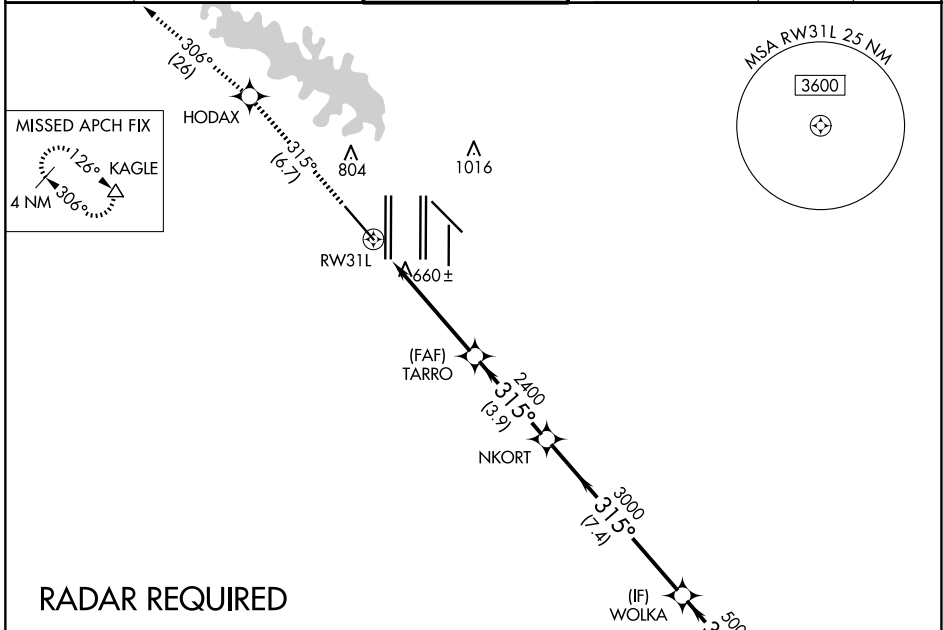 306°
(26)
HODAX
MSA RW31L 25 NM
3600
MISSED APCH FIX
126°
KAGLE
4 NM
306°
315°
(6.7)
804
1016
RW31L
660 ±
(FAF)
TARRO
2400
315°
(3.9)
NKORT
3000
315°
(7.4)
RADAR REQUIRED
(IF)
WOLKA